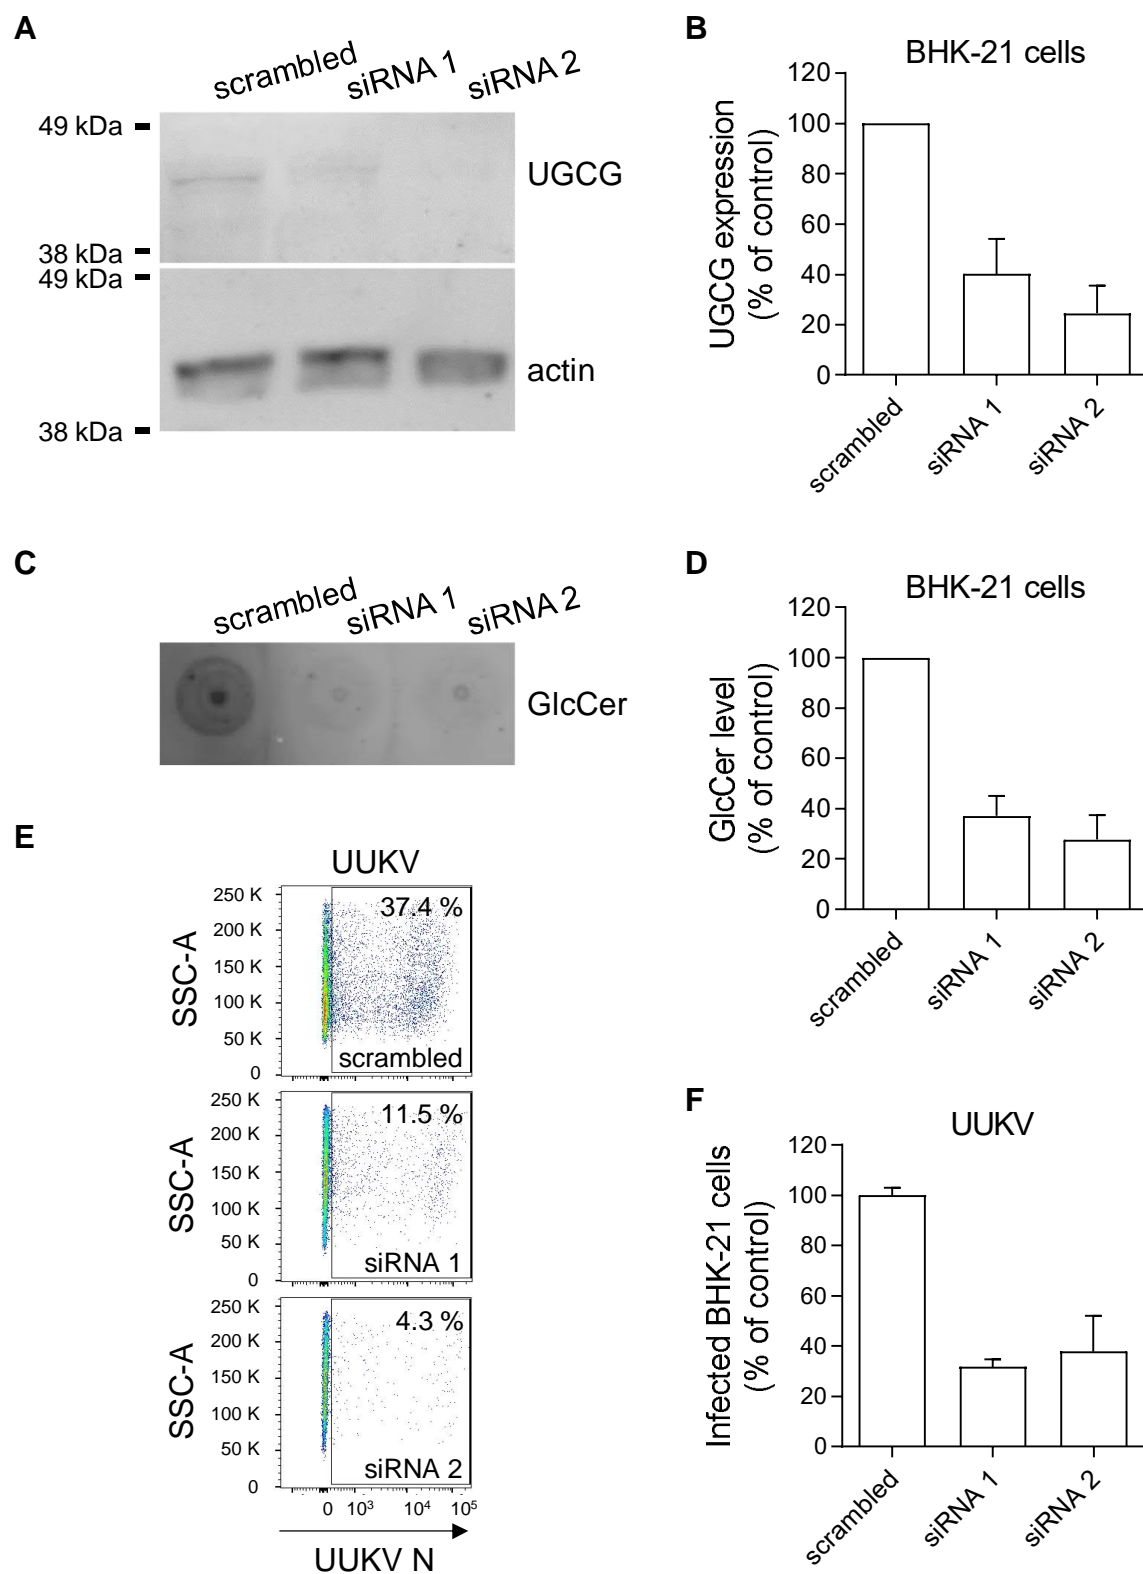 A
scrambled
siRNA 1
siRNA 2
49 kDa
UGCG
38 kDa
49 kDa
actin
38 kDa
B
BHK-21 cells
UGCG expression
(% of control)
120
100
80
60
40
20
0
scrambled
siRNA 1
siRNA 2
C
scrambled
siRNA 1
siRNA 2
GlcCer
D
BHK-21 cells
GlcCer level
(% of control)
120
100
80
60
40
20
0
scrambled
siRNA 1
siRNA 2
E
UUKV
SSC-A
250 K
200 K
150 K
100 K
50 K
0
37.4 %
scrambled
SSC-A
250 K
200 K
150 K
100 K
50 K
0
11.5 %
siRNA 1
SSC-A
250 K
200 K
150 K
100 K
50 K
0
4.3 %
siRNA 2
0 10³ 10⁴ 10⁵
UUKV N
F
UUKV
Infected BHK-21 cells
(% of control)
120
100
80
60
40
20
0
scrambled
siRNA 1
siRNA 2